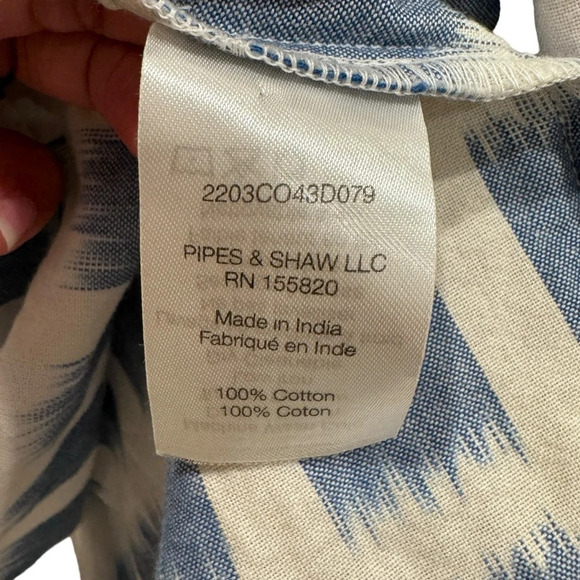 2203CO43D079
PIPES & SHAW LLC
RN 155820
Made in India
Fabriqué en Inde
100% Cotton
100% Coton